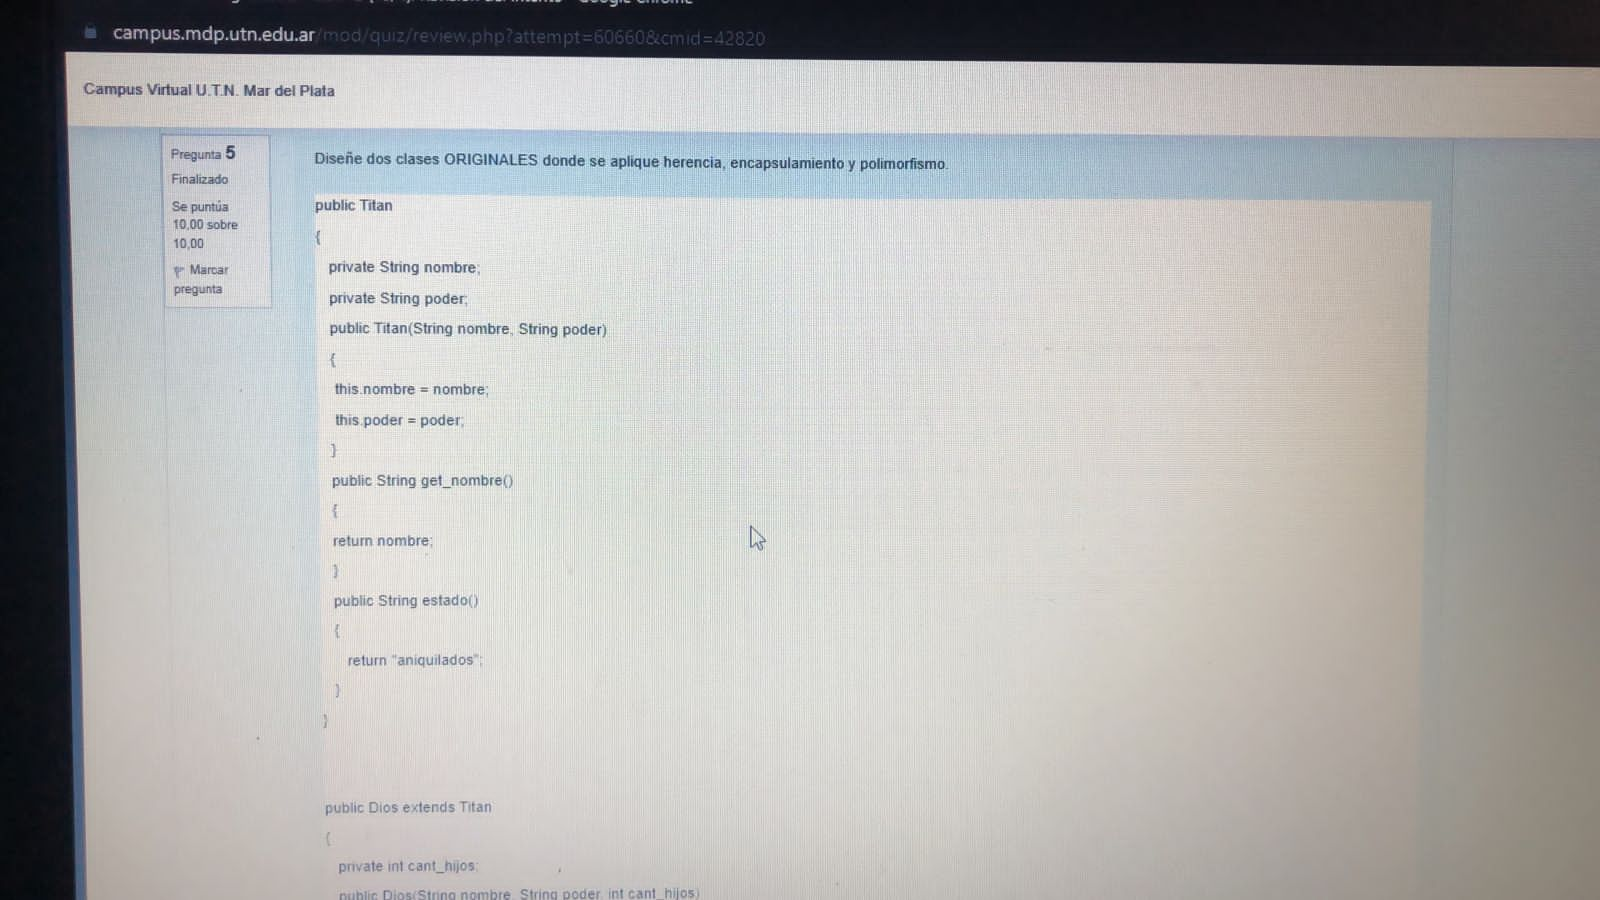 campus.mdp.utn.edu.ar/mod/quiz/review.php?attempt=60660&cmid=42820
Campus Virtual U.T.N. Mar del Plata
Pregunta 5
Finalizado
Se puntúa
10,00 sobre
10,00
Marcar
pregunta
Diseñe dos clases ORIGINALES donde se aplique herencia, encapsulamiento y polimorfismo.
public Titan
{
private String nombre;
private String poder;
public Titan(String nombre, String poder)
{
this.nombre = nombre;
this.poder = poder;
}
public String get_nombre()
{
return nombre;
}
public String estado()
{
return "aniquilados";
}
}
public Dios extends Titan
{
private int cant_hijos;
public Dios(String nombre, String poder, int cant_hijos)